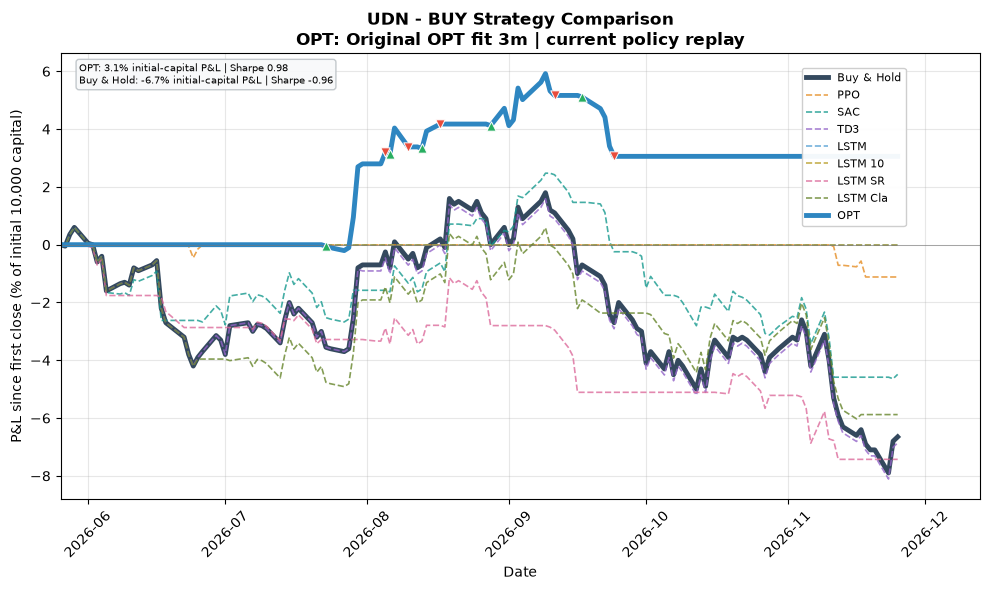 UDN - BUY Strategy Comparison
OPT: Original OPT fit 3m | current policy replay
OPT: 3.1% initial-capital P&L | Sharpe 0.98
Buy & Hold: -6.7% initial-capital P&L | Sharpe -0.96
Buy & Hold
PPO
SAC
TD3
LSTM
LSTM 10
LSTM SR
LSTM Cla
OPT
P&L since first close (% of initial 10,000 capital)
6
4
2
0
−2
−4
−6
−8
2026-06
2026-07
2026-08
2026-09
2026-10
2026-11
2026-12
Date